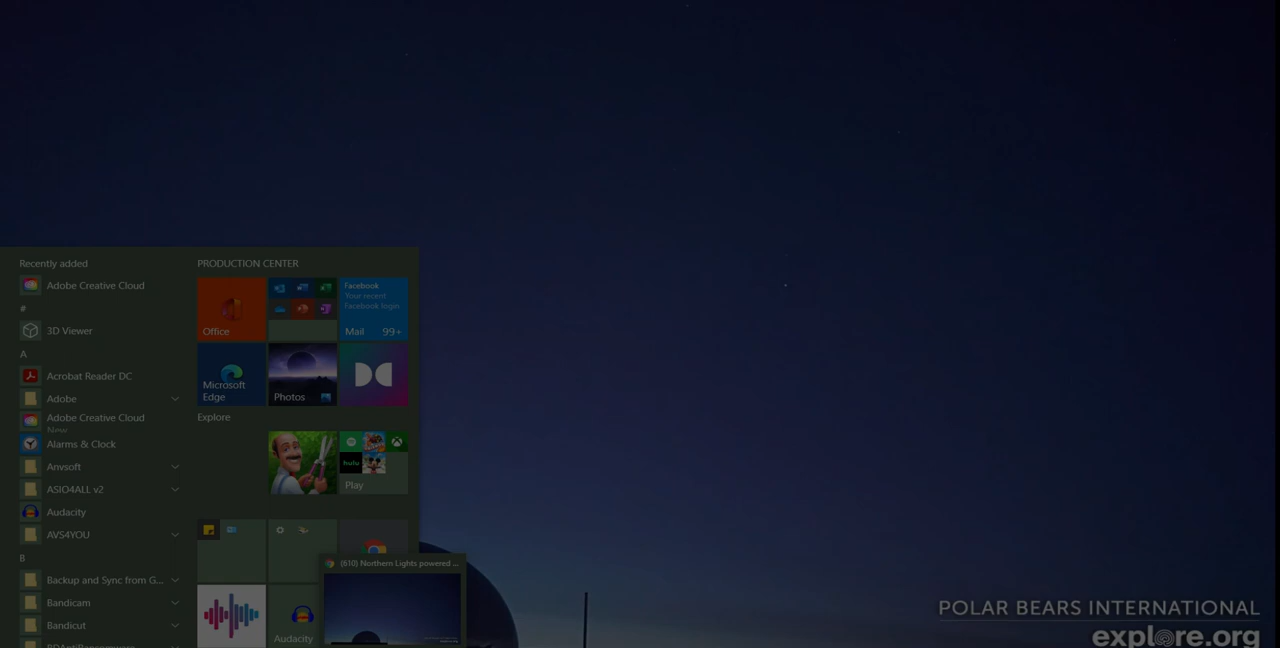 Recently added
Adobe Creative Cloud
#
3D Viewer
A
Acrobat Reader DC
Adobe
Adobe Creative Cloud
New
Alarms & Clock
Anvsoft
ASIO4ALL v2
Audacity
AVS4YOU
B
Backup and Sync from G...
Bandicam
Bandicut
BDAntiRansomware
PRODUCTION CENTER
Office
Facebook
Your recent
Facebook login
Mail 99+
Microsoft
Edge
Photos
Explore
hulu
Play
Audacity
(610) Northern Lights powered ...
POLAR BEARS INTERNATIONAL
explore.org